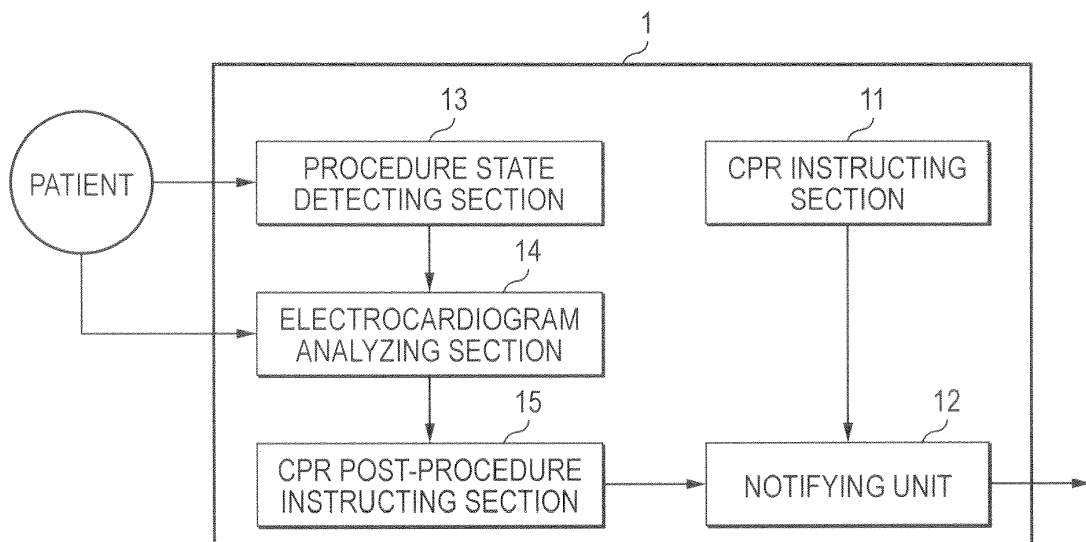 1
13
11
PROCEDURE STATE
DETECTING SECTION
CPR INSTRUCTING
SECTION
PATIENT
14
ELECTROCARDIOGRAM
ANALYZING SECTION
15
12
CPR POST-PROCEDURE
INSTRUCTING SECTION
NOTIFYING UNIT